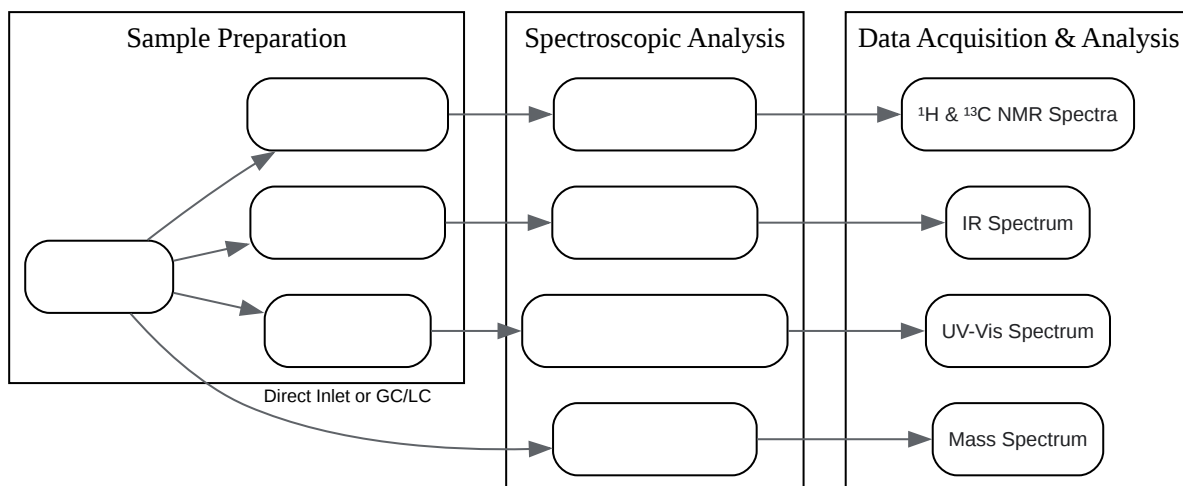 Sample Preparation
Spectroscopic Analysis
Data Acquisition & Analysis
¹H & ¹³C NMR Spectra
IR Spectrum
UV-Vis Spectrum
Direct Inlet or GC/LC
Mass Spectrum